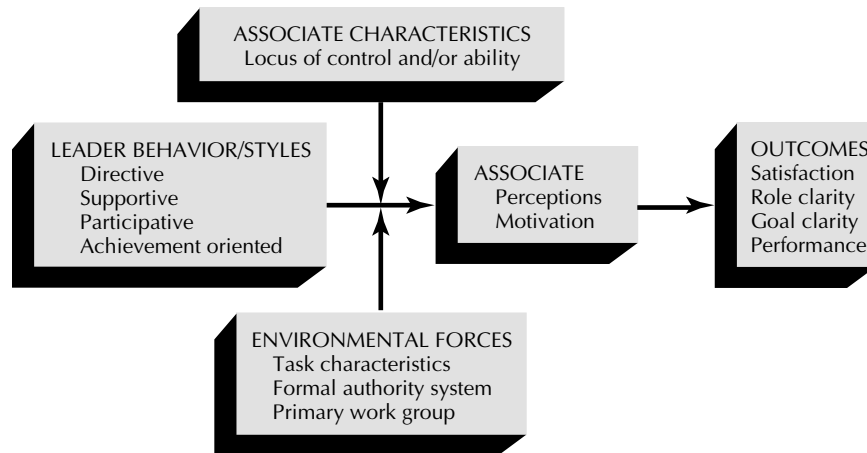 ASSOCIATE CHARACTERISTICS
Locus of control and/or ability
LEADER BEHAVIOR/STYLES
Directive
Supportive
Participative
Achievement oriented
ASSOCIATE
Perceptions
Motivation
OUTCOMES
Satisfaction
Role clarity
Goal clarity
Performance
ENVIRONMENTAL FORCES
Task characteristics
Formal authority system
Primary work group